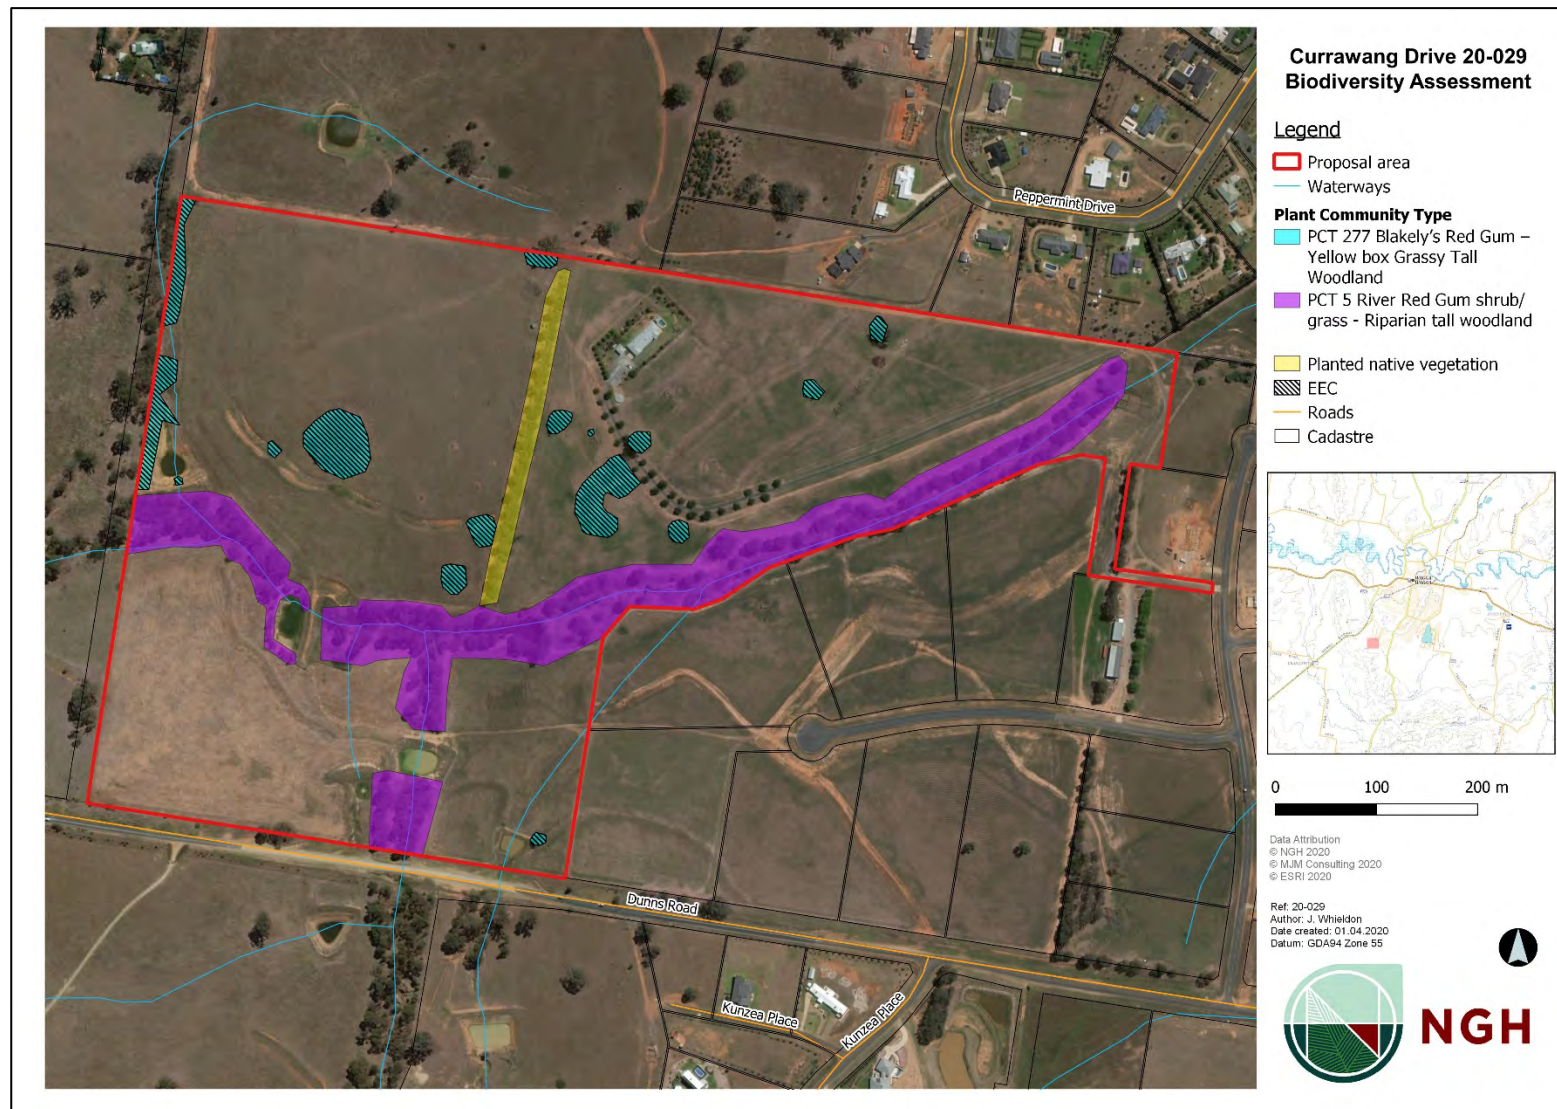 Currawang Drive 20-029
Biodiversity Assessment
Legend
Proposal area
Waterways
Plant Community Type
PCT 277 Blakely's Red Gum –
Yellow box Grassy Tall
Woodland
PCT 5 River Red Gum shrub/
grass - Riparian tall woodland
Planted native vegetation
EEC
Roads
Cadastre
Peppermint Drive
Dunns Road
Kunzea Place
Kunzea Place
0 100 200 m
Data Attribution
© NGH 2020
© MJM Consulting 2020
© ESRI 2020
Ref: 20-029
Author: J. Whieldon
Date created: 01.04.2020
Datum: GDA94 Zone 55
NGH